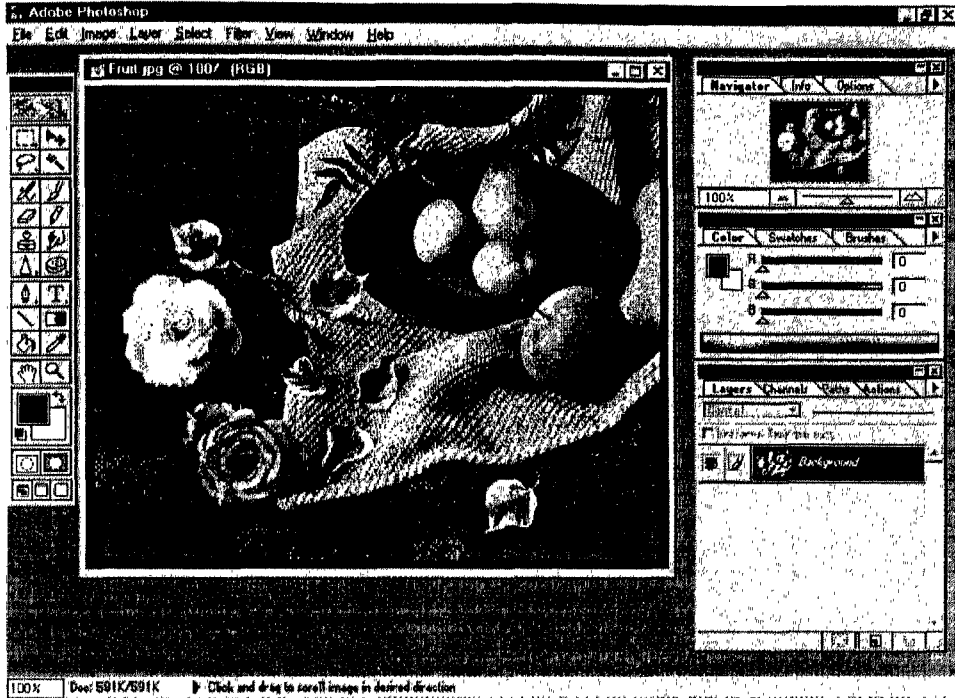 Adobe Photoshop
File Edit Image Layer Select Filter View Window Help
Fruit.jpg @ 100% (RGB)
Navigator Info Options
100%
Color Swatches Brushes
R 0
G 0
B 0
Layers Channels Paths Actions
Normal
Background
100% Doc: 591K/591K Click and drag to scroll image in desired direction